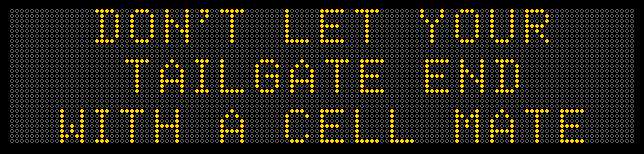 DON'T LET YOUR
TAILGATE END
WITH A CELL MATE